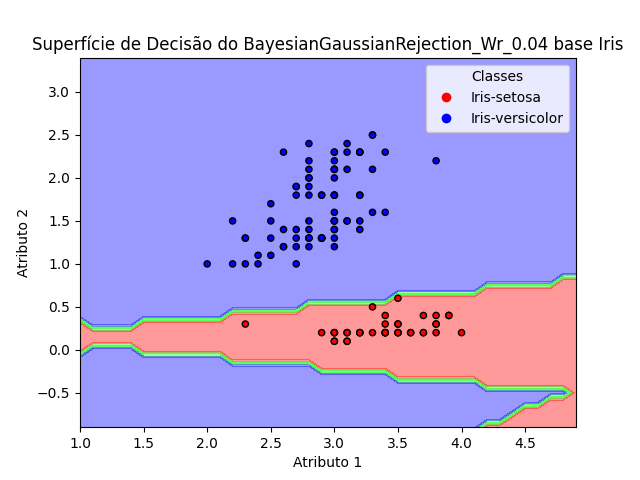 Superfície de Decisão do BayesianGaussianRejection_Wr_0.04 base Iris
Classes
Iris-setosa
Iris-versicolor
3.0
2.5
2.0
1.5
1.0
0.5
0.0
−0.5
Atributo 2
1.0 1.5 2.0 2.5 3.0 3.5 4.0 4.5
Atributo 1